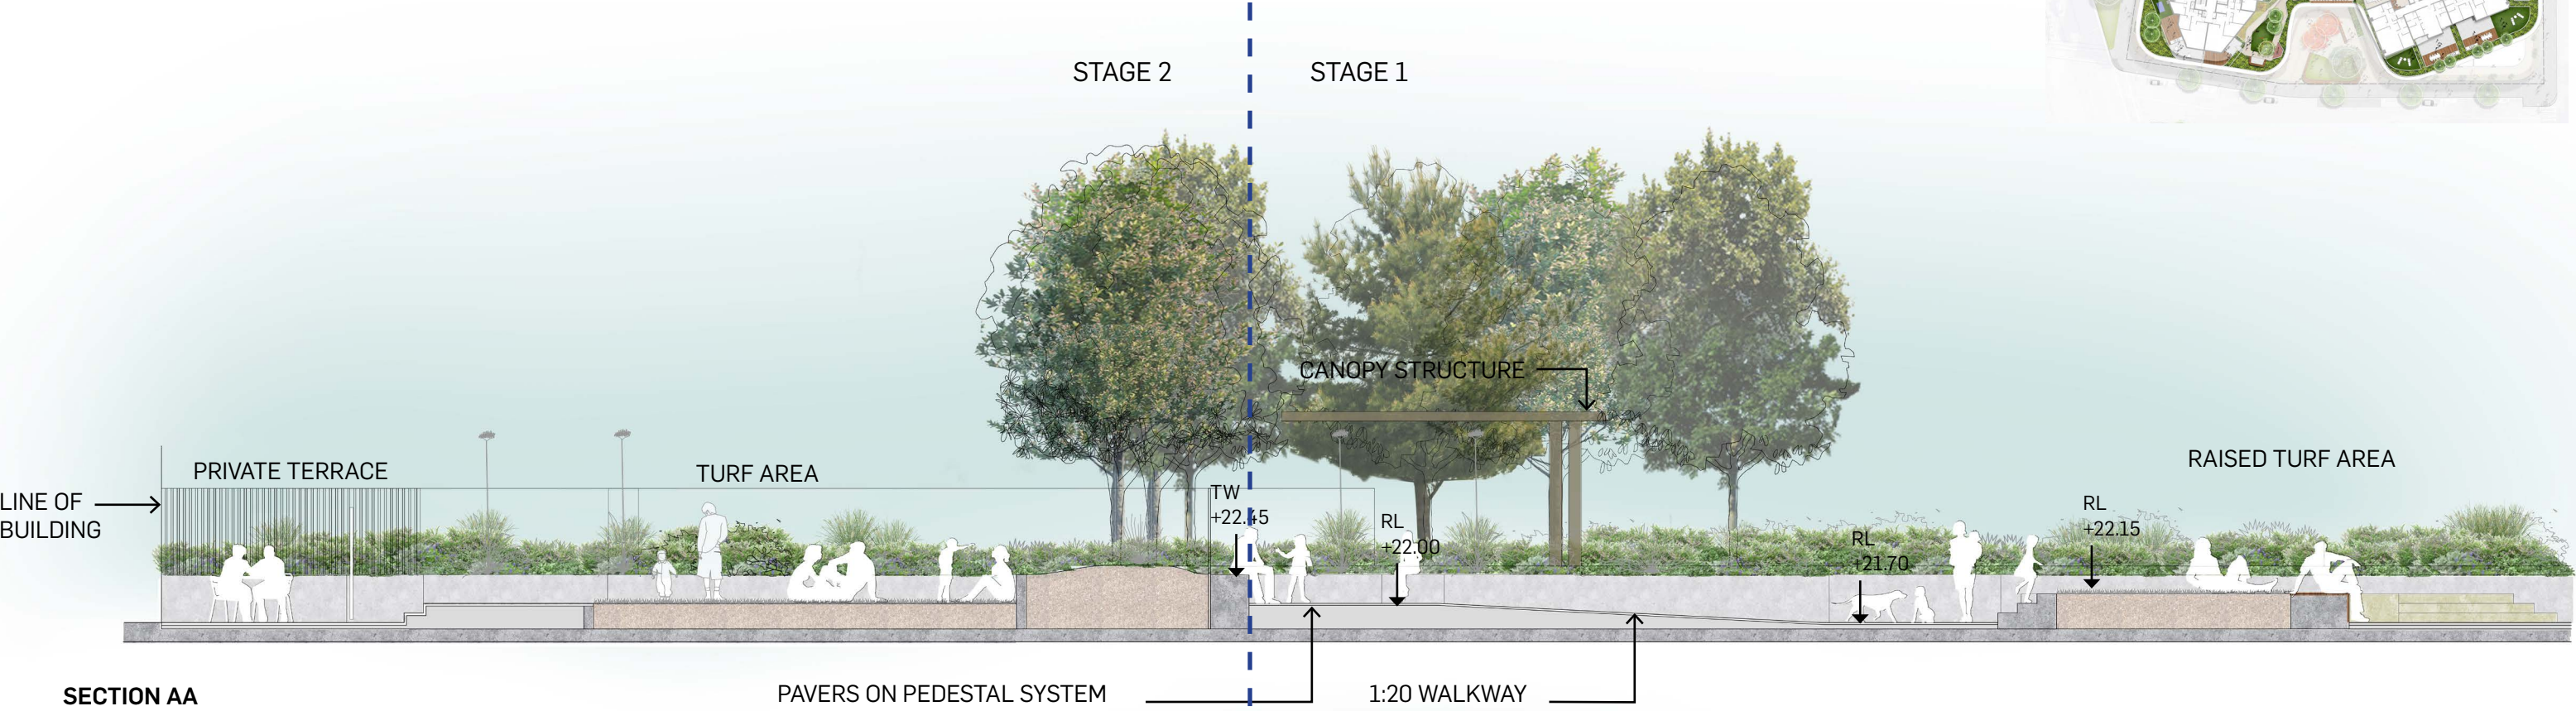 STAGE 2
STAGE 1
CANOPY STRUCTURE
PRIVATE TERRACE
TURF AREA
RAISED TURF AREA
LINE OF
BUILDING
TW
+22.45
RL
+22.00
RL
+21.70
RL
+22.15
SECTION AA
PAVERS ON PEDESTAL SYSTEM
1:20 WALKWAY